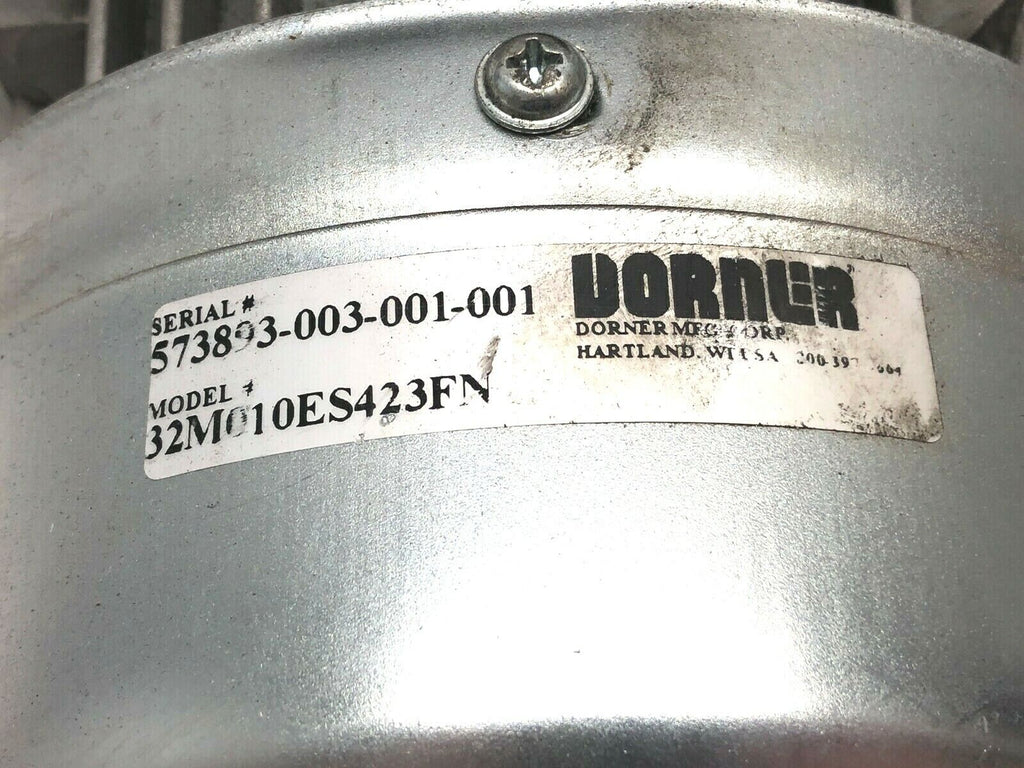 SERIAL #
573893-003-001-001
MODEL #
32M010ES423FN
DORNER
DORNER MFG CORP.
HARTLAND, WI USA